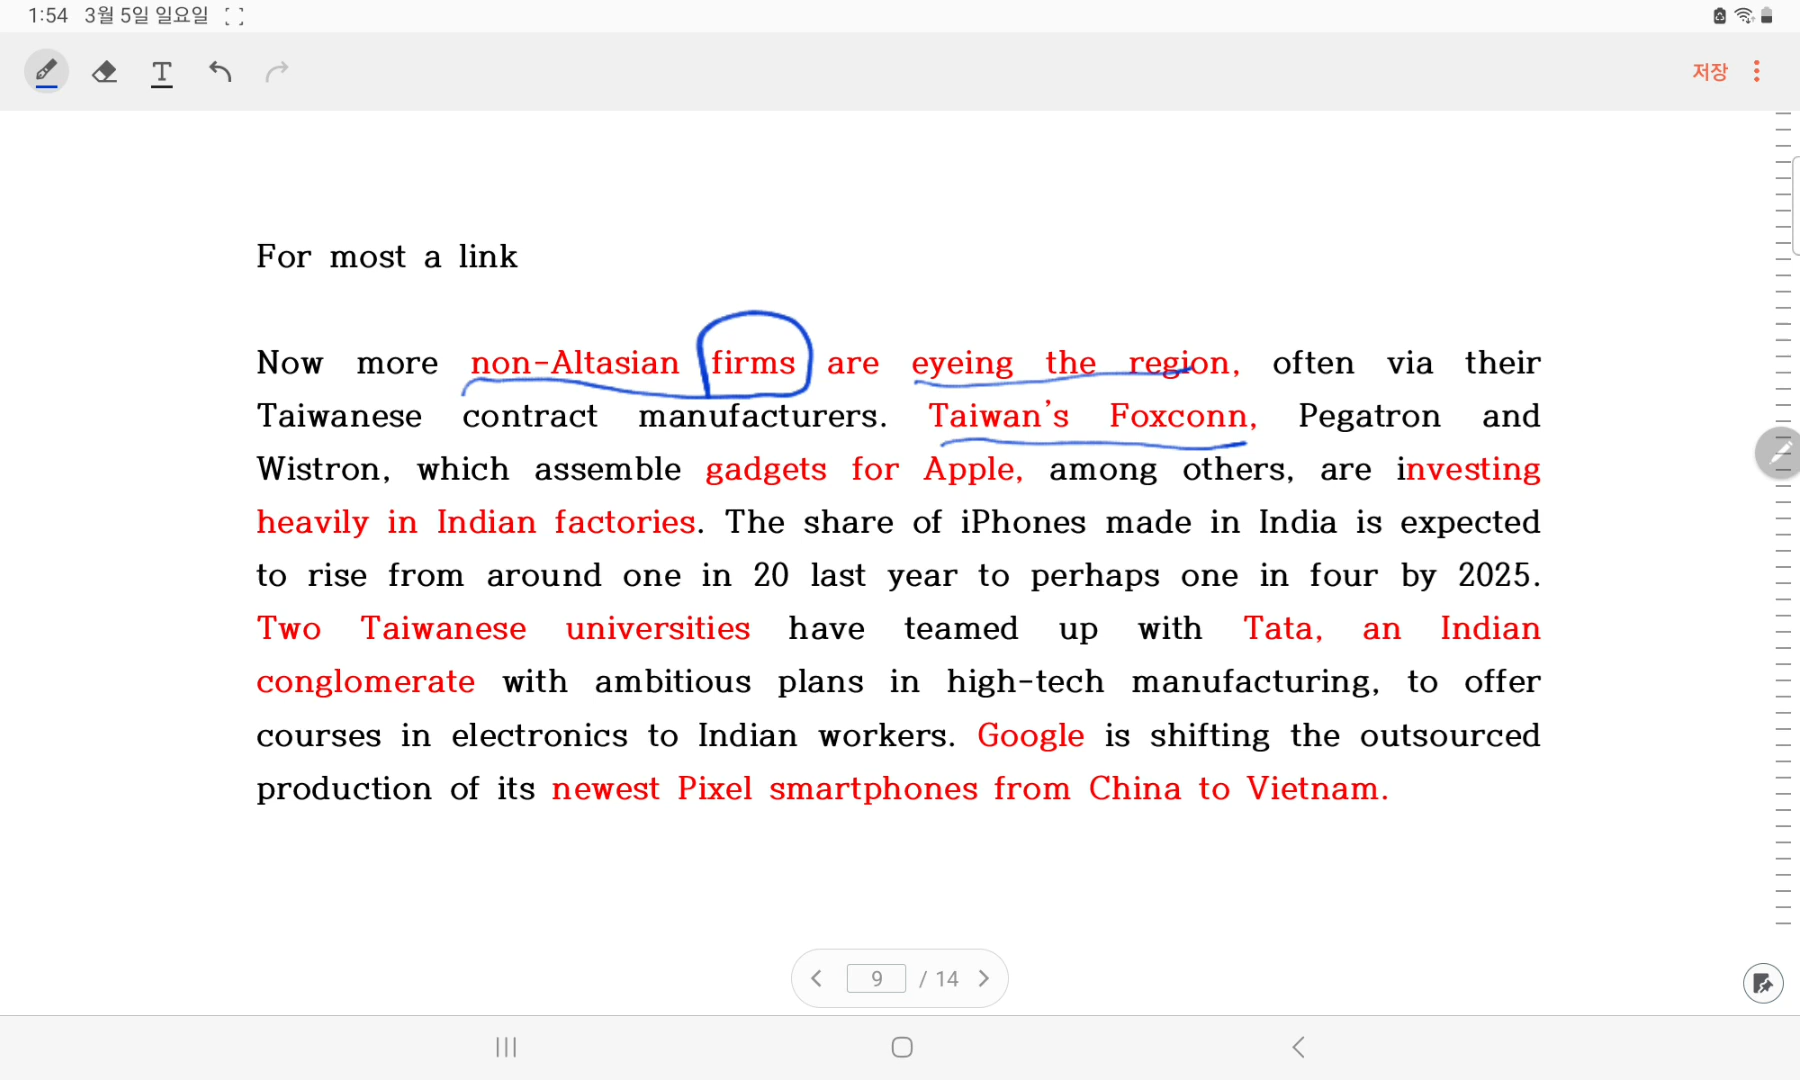 1:54 3월 5일 일요일
T
저장
For most a link
Now more non-Altasian firms are eyeing the region, often via their
Taiwanese contract manufacturers. Taiwan's Foxconn, Pegatron and
Wistron, which assemble gadgets for Apple, among others, are investing
heavily in Indian factories. The share of iPhones made in India is expected
to rise from around one in 20 last year to perhaps one in four by 2025.
Two Taiwanese universities have teamed up with Tata, an Indian
conglomerate with ambitious plans in high-tech manufacturing, to offer
courses in electronics to Indian workers. Google is shifting the outsourced
production of its newest Pixel smartphones from China to Vietnam.
9 / 14